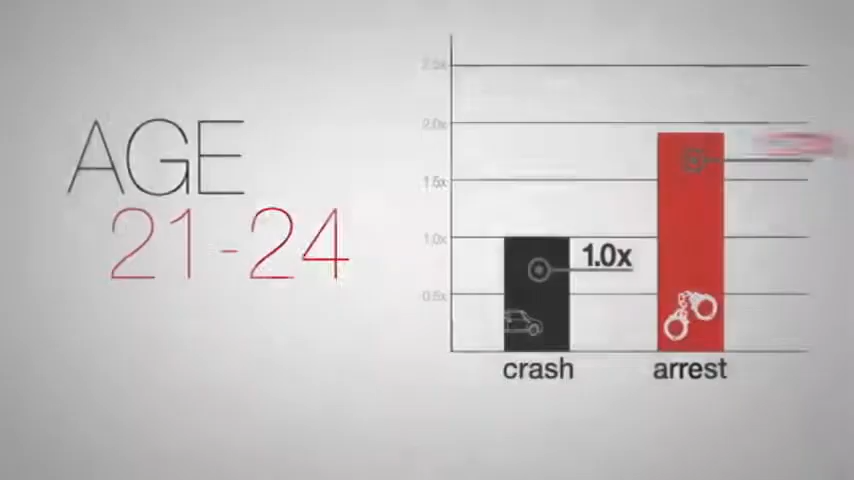 AGE
21-24
2.5x
2.0x
1.5x
1.0x
0.5x
1.0x
crash
arrest